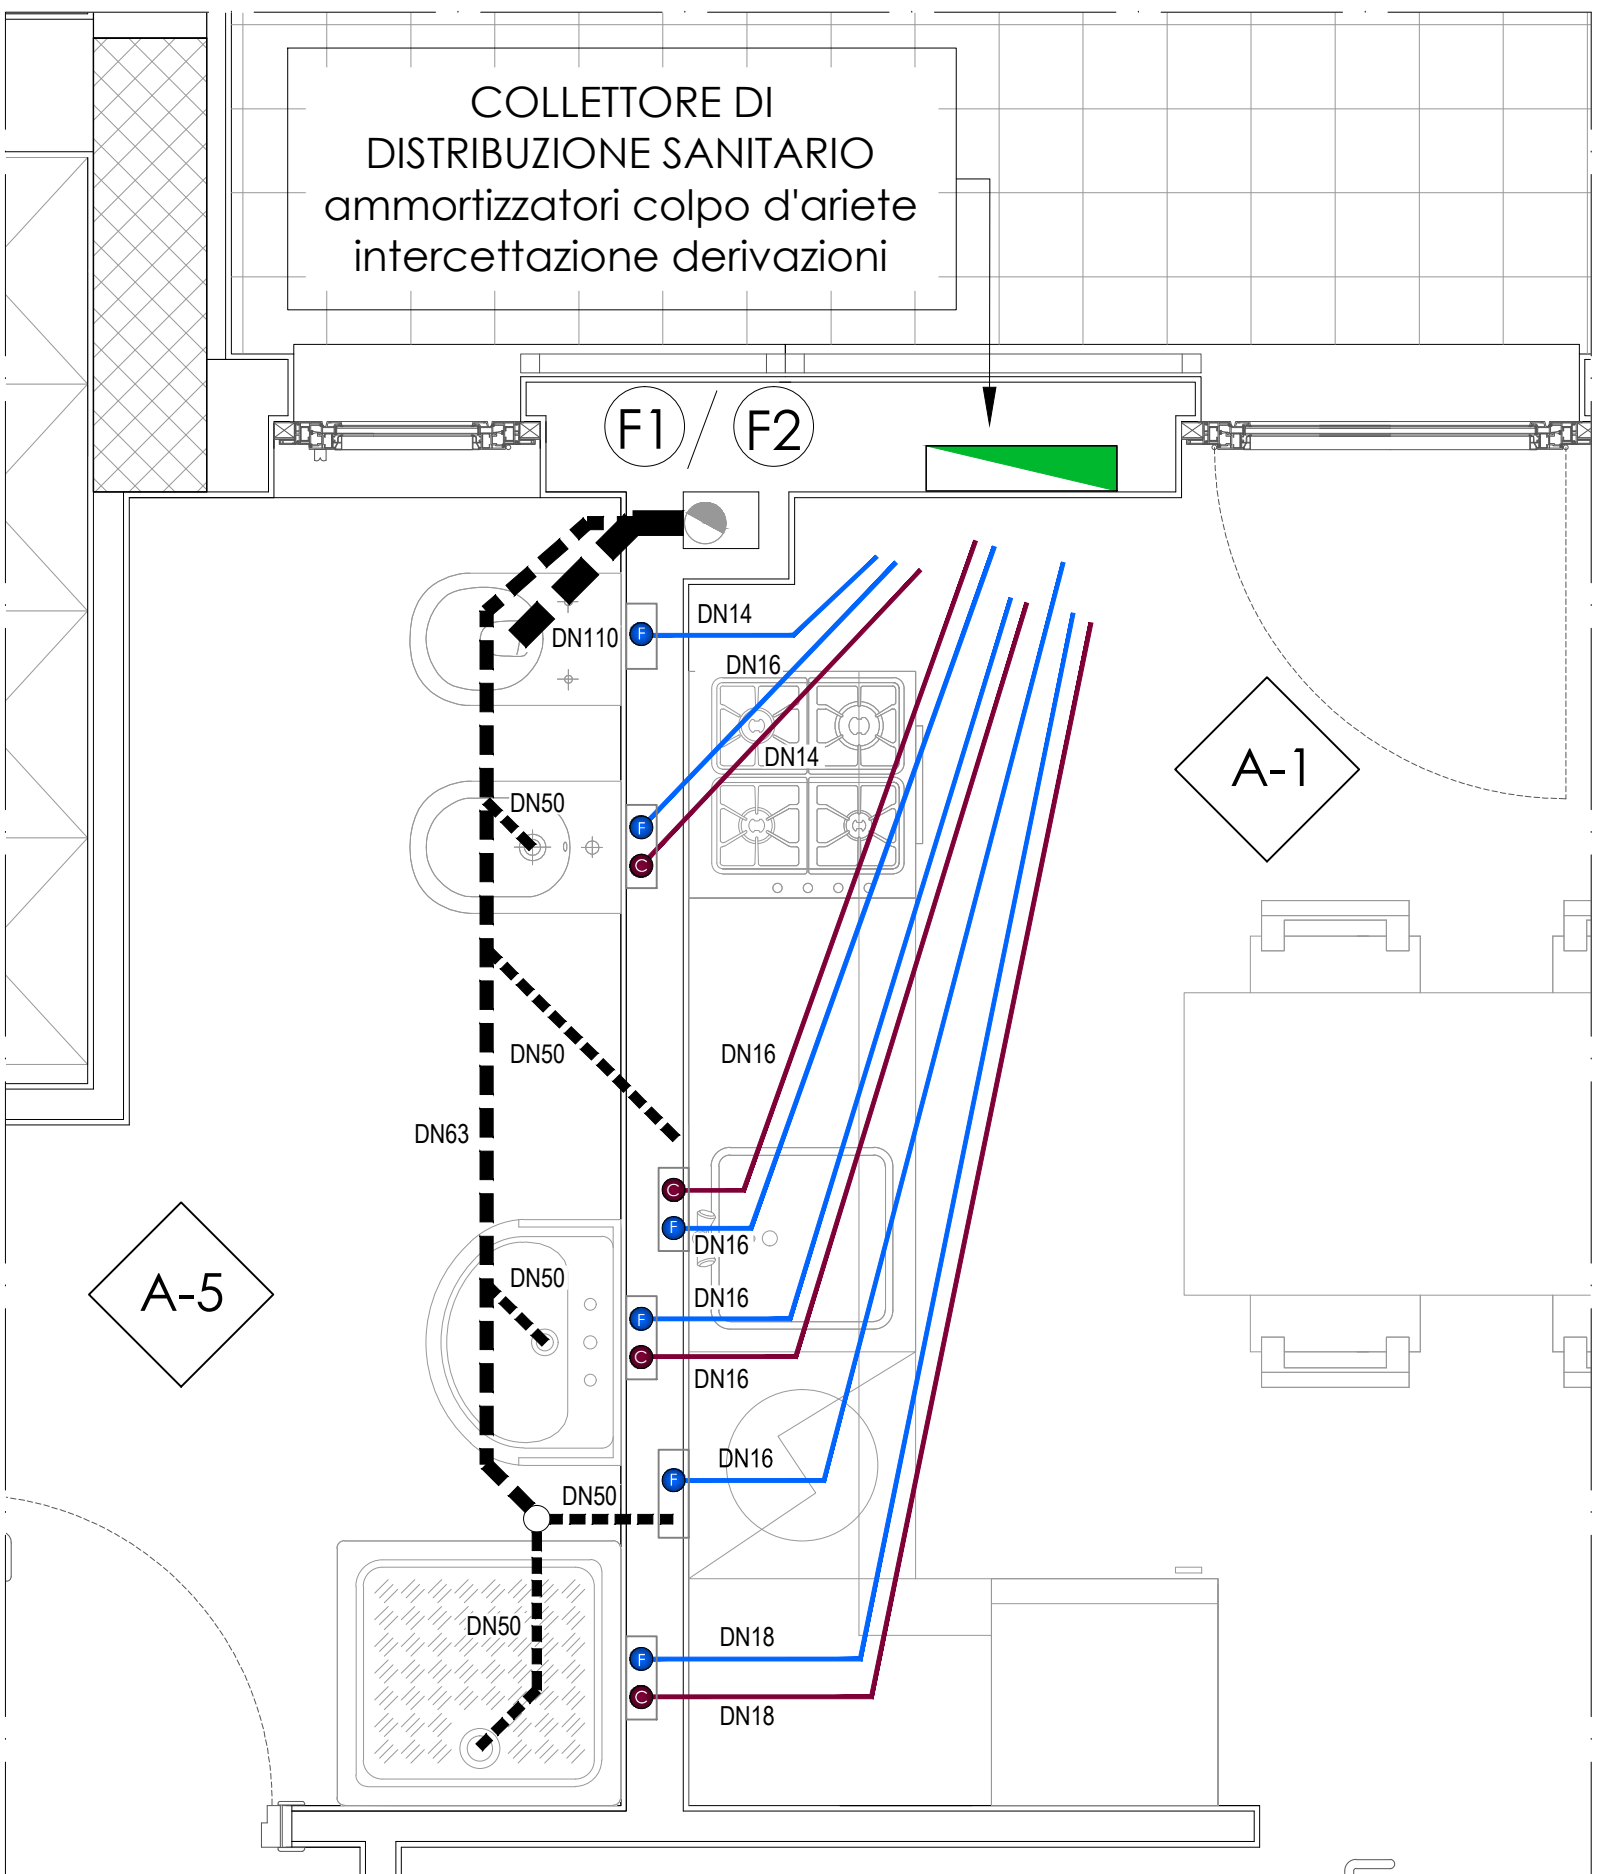 COLLETTORE DI
DISTRIBUZIONE SANITARIO
ammortizzatori colpo d'ariete
intercettazione derivazioni
F1 / F2
DN14
DN110
F
DN16
DN14
A-1
DN50
F
C
DN50
DN16
DN63
C
F
DN16
A-5
DN50
DN16
F
C
DN16
DN16
F
DN50
DN50
DN18
F
C
DN18